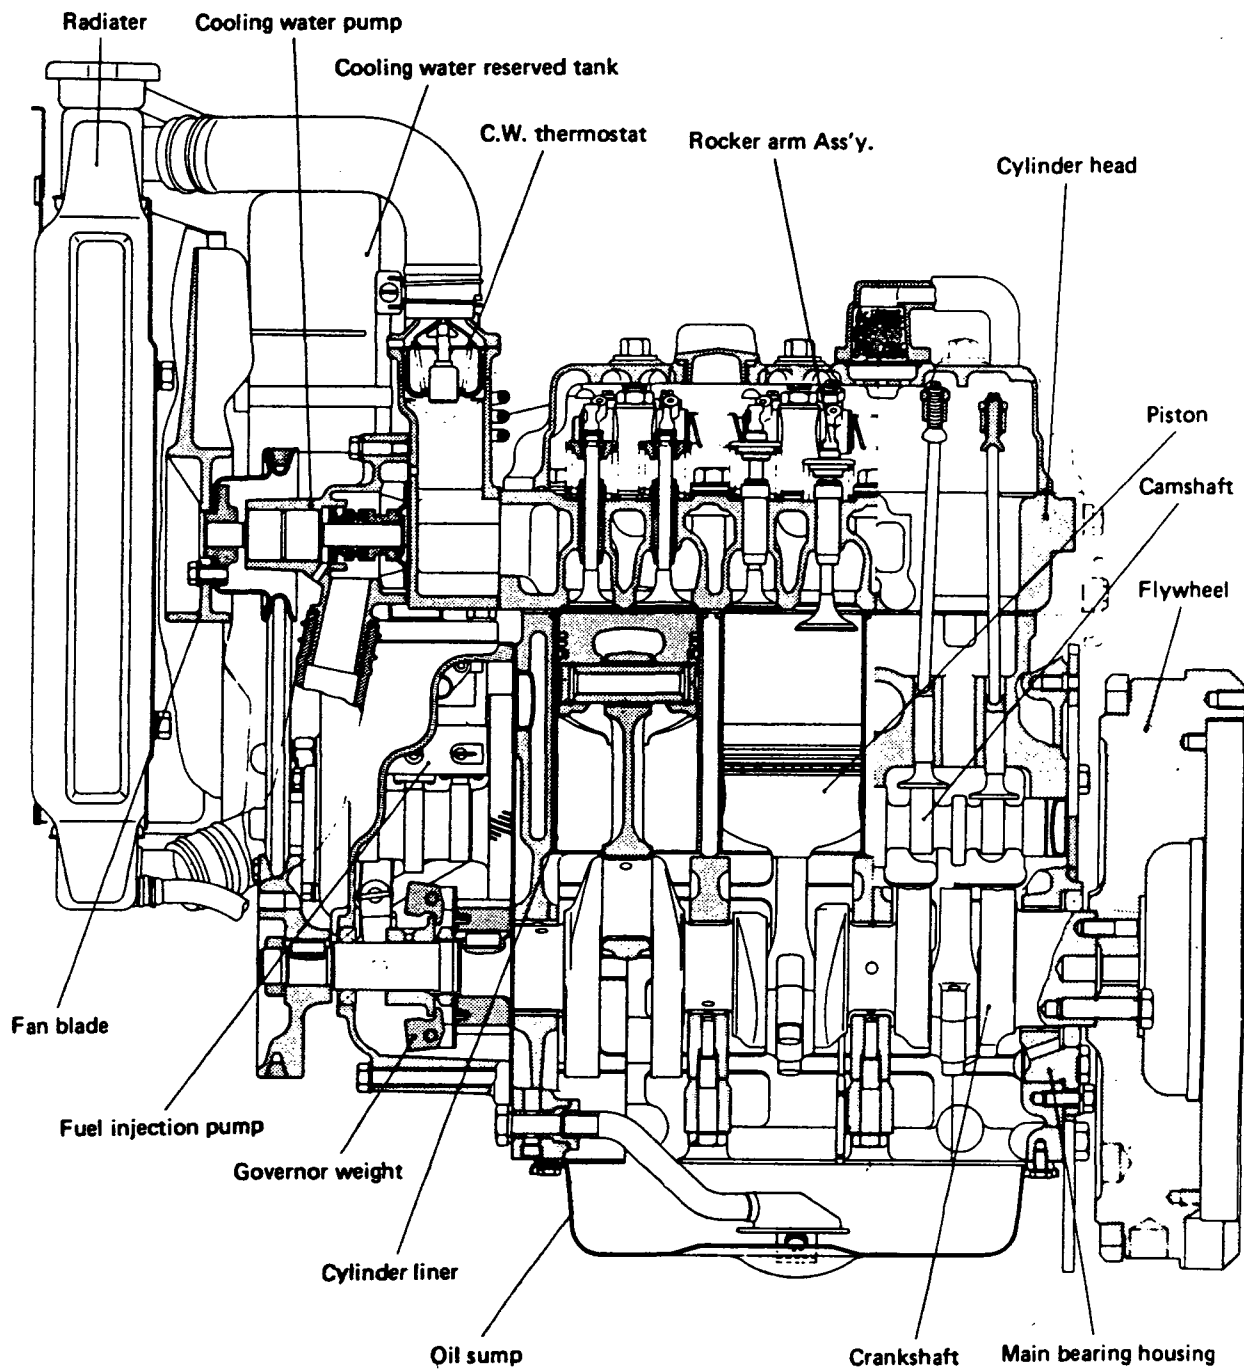 Radiater
Cooling water pump
Cooling water reserved tank
C.W. thermostat
Rocker arm Ass'y.
Cylinder head
Piston
Camshaft
Flywheel
Fan blade
Fuel injection pump
Governor weight
Cylinder liner
Oil sump
Crankshaft
Main bearing housing